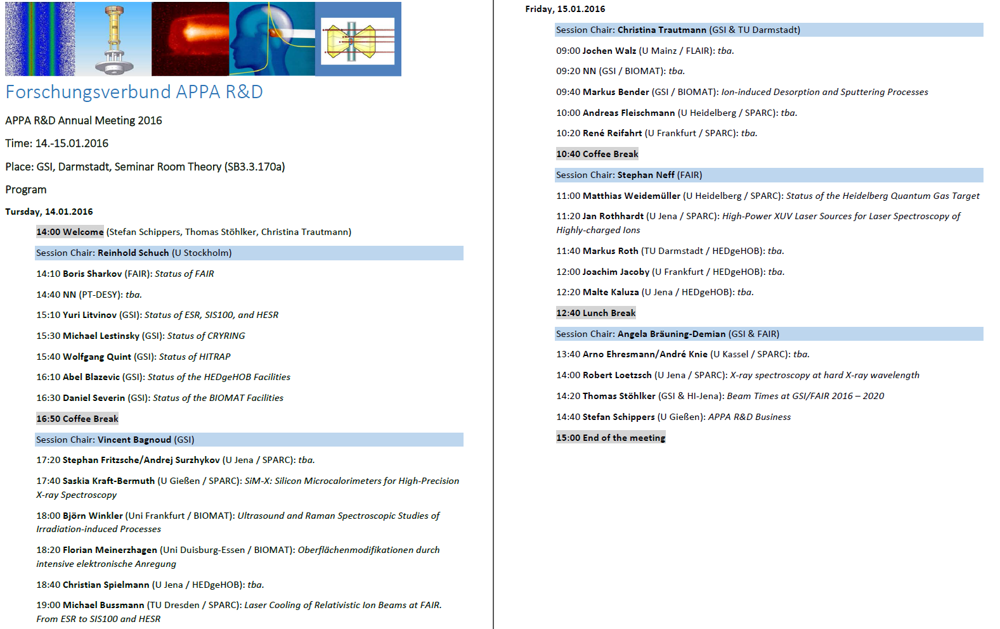 Forschungsverbund APPA R&D
APPA R&D Annual Meeting 2016
Time: 14.-15.01.2016
Place: GSI, Darmstadt, Seminar Room Theory (SB3.3.170a)
Program
Tursday, 14.01.2016
14:00 Welcome (Stefan Schippers, Thomas Stöhlker, Christina Trautmann)
Session Chair: Reinhold Schuch (U Stockholm)
14:10 Boris Sharkov (FAIR): Status of FAIR
14:40 NN (PT-DESY): tba.
15:10 Yuri Litvinov (GSI): Status of ESR, SIS100, and HESR
15:30 Michael Lestinsky (GSI): Status of CRYRING
15:40 Wolfgang Quint (GSI): Status of HITRAP
16:10 Abel Blazevic (GSI): Status of the HEDgeHOB Facilities
16:30 Daniel Severin (GSI): Status of the BIOMAT Facilities
16:50 Coffee Break
Session Chair: Vincent Bagnoud (GSI)
17:20 Stephan Fritzsche/Andrej Surzhykov (U Jena / SPARC): tba.
17:40 Saskia Kraft-Bermuth (U Gießen / SPARC): SiM-X: Silicon Microcalorimeters for High-Precision
X-ray Spectroscopy
18:00 Björn Winkler (Uni Frankfurt / BIOMAT): Ultrasound and Raman Spectroscopic Studies of
Irradiation-induced Processes
18:20 Florian Meinerzhagen (Uni Duisburg-Essen / BIOMAT): Oberflächenmodifikationen durch
intensive elektronische Anregung
18:40 Christian Spielmann (U Jena / HEDgeHOB): tba.
19:00 Michael Bussmann (TU Dresden / SPARC): Laser Cooling of Relativistic Ion Beams at FAIR.
From ESR to SIS100 and HESR
Friday, 15.01.2016
Session Chair: Christina Trautmann (GSI & TU Darmstadt)
09:00 Jochen Walz (U Mainz / FLAIR): tba.
09:20 NN (GSI / BIOMAT): tba.
09:40 Markus Bender (GSI / BIOMAT): Ion-induced Desorption and Sputtering Processes
10:00 Andreas Fleischmann (U Heidelberg / SPARC): tba.
10:20 René Reifahrt (U Frankfurt / SPARC): tba.
10:40 Coffee Break
Session Chair: Stephan Neff (FAIR)
11:00 Matthias Weidemüller (U Heidelberg / SPARC): Status of the Heidelberg Quantum Gas Target
11:20 Jan Rothhardt (U Jena / SPARC): High-Power XUV Laser Sources for Laser Spectroscopy of
Highly-charged Ions
11:40 Markus Roth (TU Darmstadt / HEDgeHOB): tba.
12:00 Joachim Jacoby (U Frankfurt / HEDgeHOB): tba.
12:20 Malte Kaluza (U Jena / HEDgeHOB): tba.
12:40 Lunch Break
Session Chair: Angela Bräuning-Demian (GSI & FAIR)
13:40 Arno Ehresmann/André Knie (U Kassel / SPARC): tba.
14:00 Robert Loetzsch (U Jena / SPARC): X-ray spectroscopy at hard X-ray wavelength
14:20 Thomas Stöhlker (GSI & HI-Jena): Beam Times at GSI/FAIR 2016 – 2020
14:40 Stefan Schippers (U Gießen): APPA R&D Business
15:00 End of the meeting